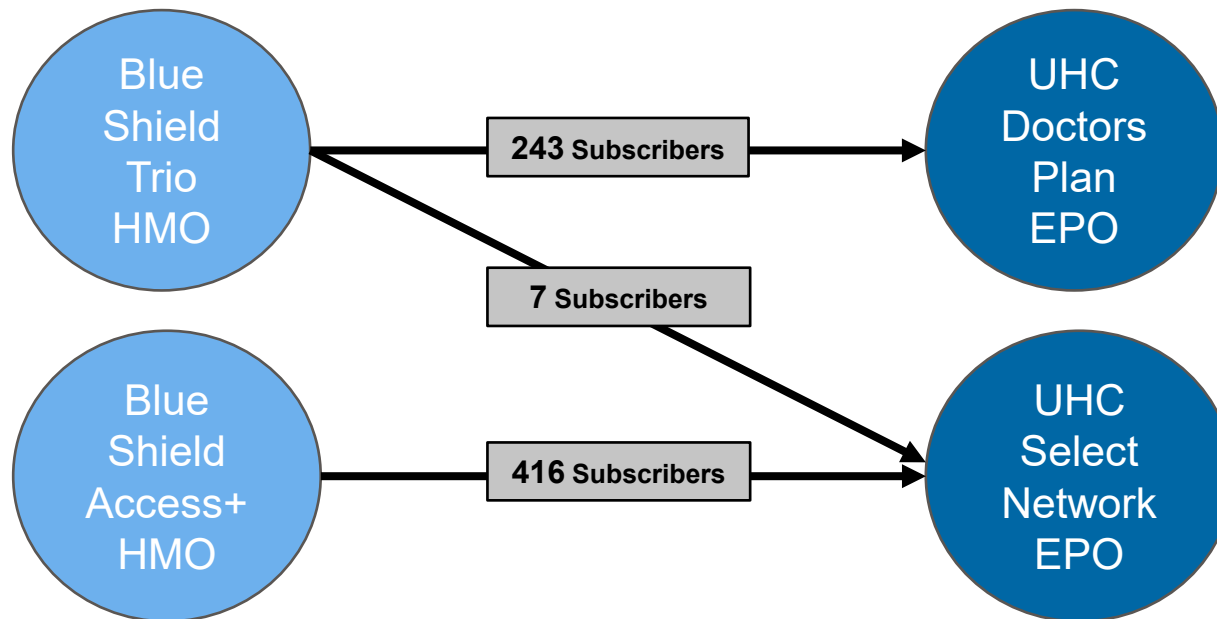 Blue
Shield
Trio
HMO
243 Subscribers
UHC
Doctors
Plan
EPO
7 Subscribers
Blue
Shield
Access+
HMO
416 Subscribers
UHC
Select
Network
EPO